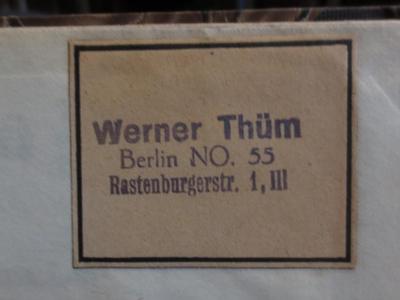 Werner Thüm
Berlin NO. 55
Rastenburgerstr. 1, III